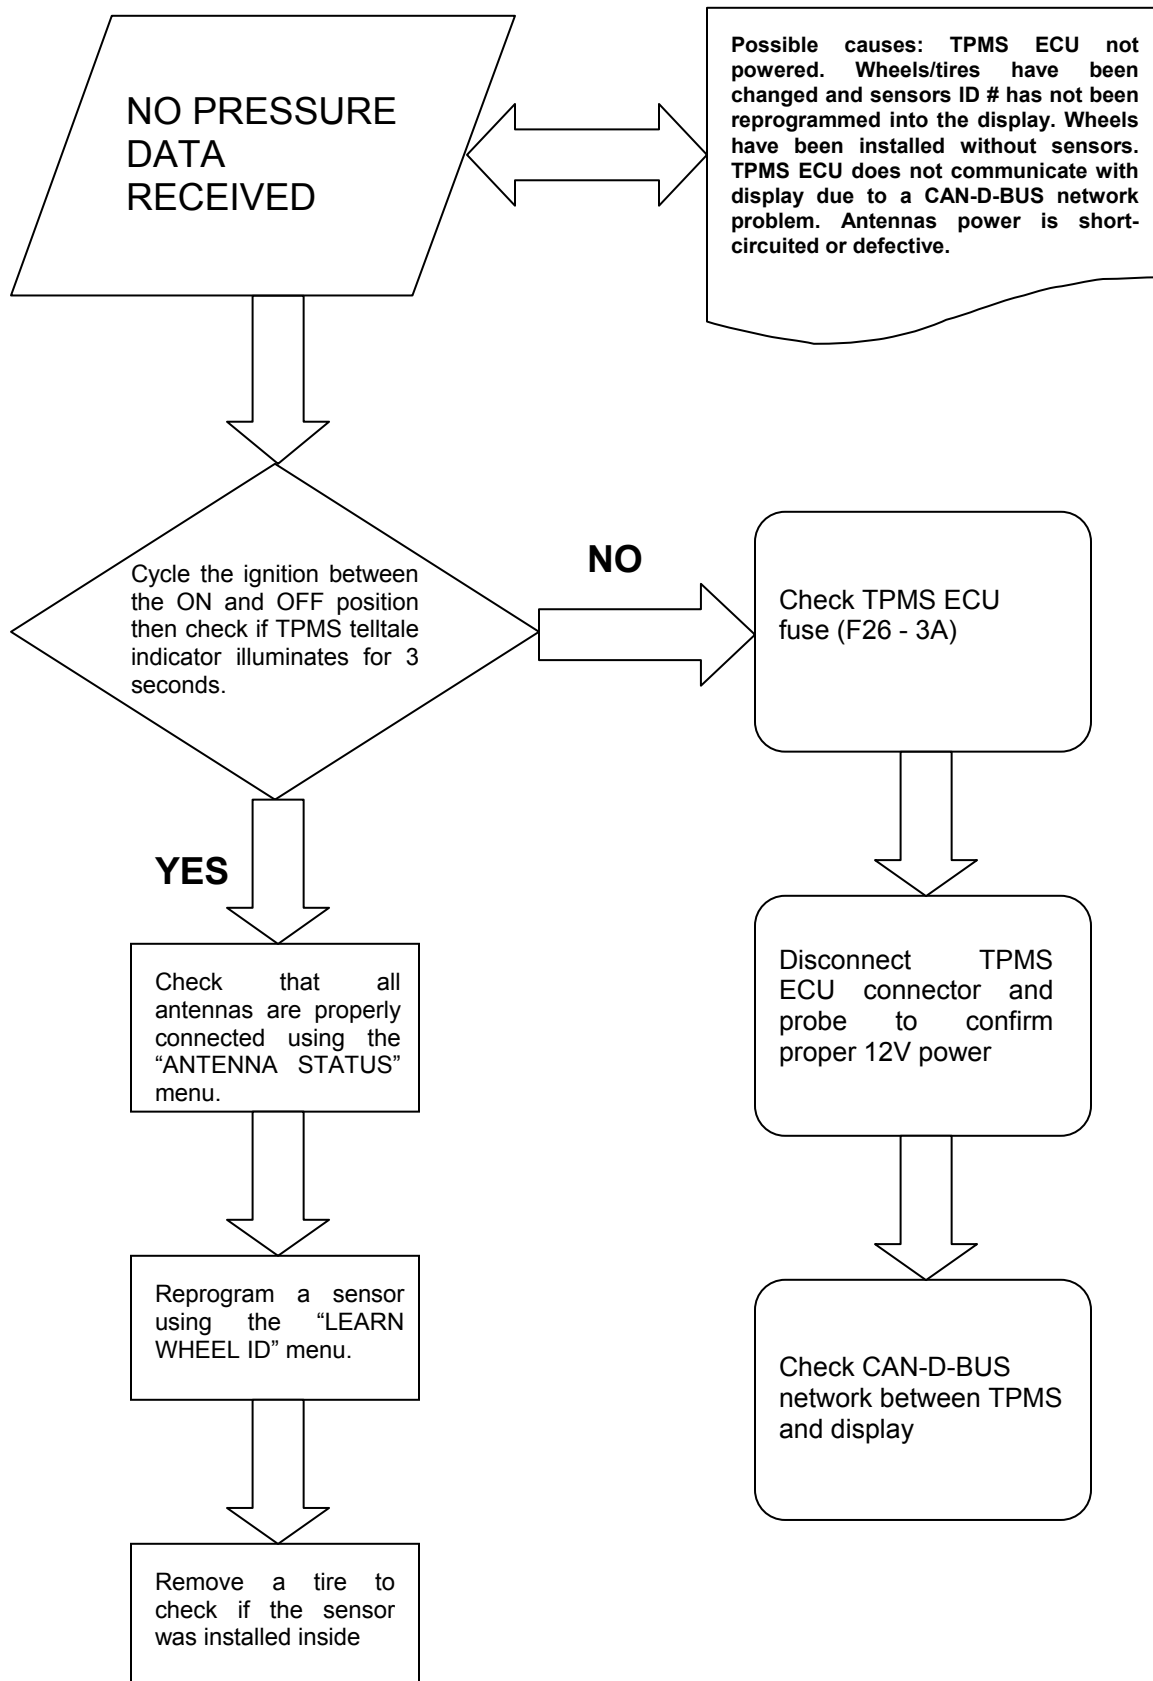 NO PRESSURE
DATA
RECEIVED
Possible causes: TPMS ECU not
powered. Wheels/tires have been
changed and sensors ID # has not been
reprogrammed into the display. Wheels
have been installed without sensors.
TPMS ECU does not communicate with
display due to a CAN-D-BUS network
problem. Antennas power is short-
circuited or defective.
Cycle the ignition between
the ON and OFF position
then check if TPMS telltale
indicator illuminates for 3
seconds.
NO
Check TPMS ECU
fuse (F26 - 3A)
YES
Check that all
antennas are properly
connected using the
“ANTENNA STATUS”
menu.
Disconnect TPMS
ECU connector and
probe to confirm
proper 12V power
Reprogram a sensor
using the “LEARN
WHEEL ID” menu.
Check CAN-D-BUS
network between TPMS
and display
Remove a tire to
check if the sensor
was installed inside